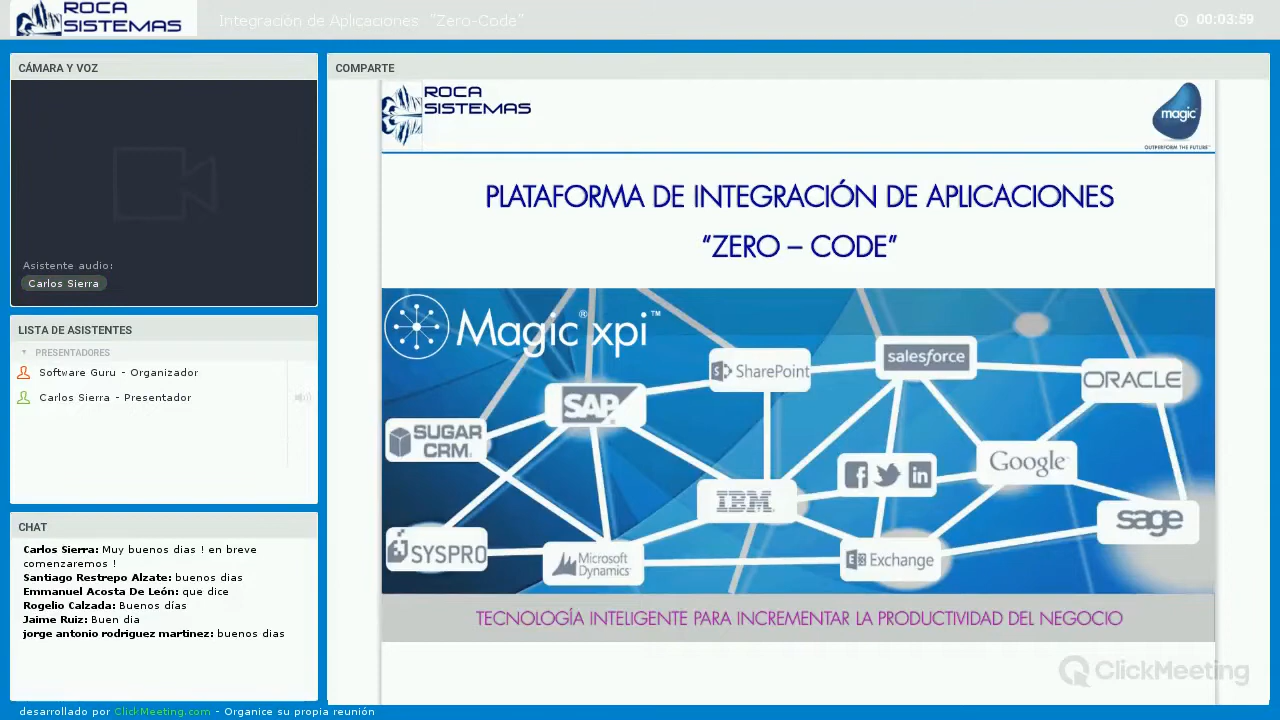 ROCA
SISTEMAS
Integración de Aplicaciones "Zero-Code"
00:03:59
CÁMARA Y VOZ
Asistente audio:
Carlos Sierra
LISTA DE ASISTENTES
PRESENTADORES
Software Guru - Organizador
Carlos Sierra - Presentador
CHAT
Carlos Sierra: Muy buenos dias ! en breve
comenzaremos !
Santiago Restrepo Alzate: buenos dias
Emmanuel Acosta De León: que dice
Rogelio Calzada: Buenos días
Jaime Ruiz: Buen dia
jorge antonio rodriguez martinez: buenos dias
COMPARTE
ROCA
SISTEMAS
magic
OUTPERFORM THE FUTURE™
PLATAFORMA DE INTEGRACIÓN DE APLICACIONES
“ZERO – CODE”
Magic® xpi™
SharePoint
salesforce
ORACLE
SAP
SUGAR
CRM
Google
IBM
sage
SYSPRO
Microsoft
Dynamics
Exchange
TECNOLOGÍA INTELIGENTE PARA INCREMENTAR LA PRODUCTIVIDAD DEL NEGOCIO
ClickMeeting
desarrollado por ClickMeeting.com - Organice su propia reunión